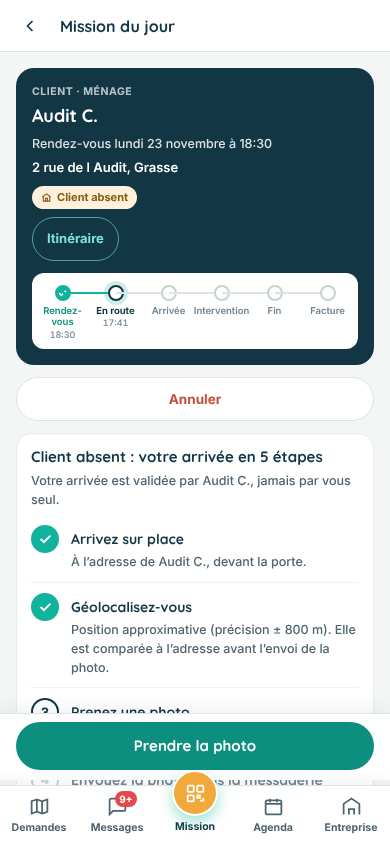 Mission du jour
CLIENT · MÉNAGE
Audit C.
Rendez-vous lundi 23 novembre à 18:30
2 rue de l Audit, Grasse
Client absent
Itinéraire
Rendez-vous
18:30
En route
17:41
Arrivée
Intervention
Fin
Facture
Annuler
Client absent : votre arrivée en 5 étapes
Votre arrivée est validée par Audit C., jamais par vous
seul.
Arrivez sur place
À l’adresse de Audit C., devant la porte.
Géolocalisez-vous
Position approximative (précision ± 800 m). Elle
est comparée à l’adresse avant l’envoi de la
photo.
3
Prenez une photo
Prendre la photo
4
Envoyez la photo dans la messagerie
Demandes
9+
Messages
Mission
Agenda
Entreprise